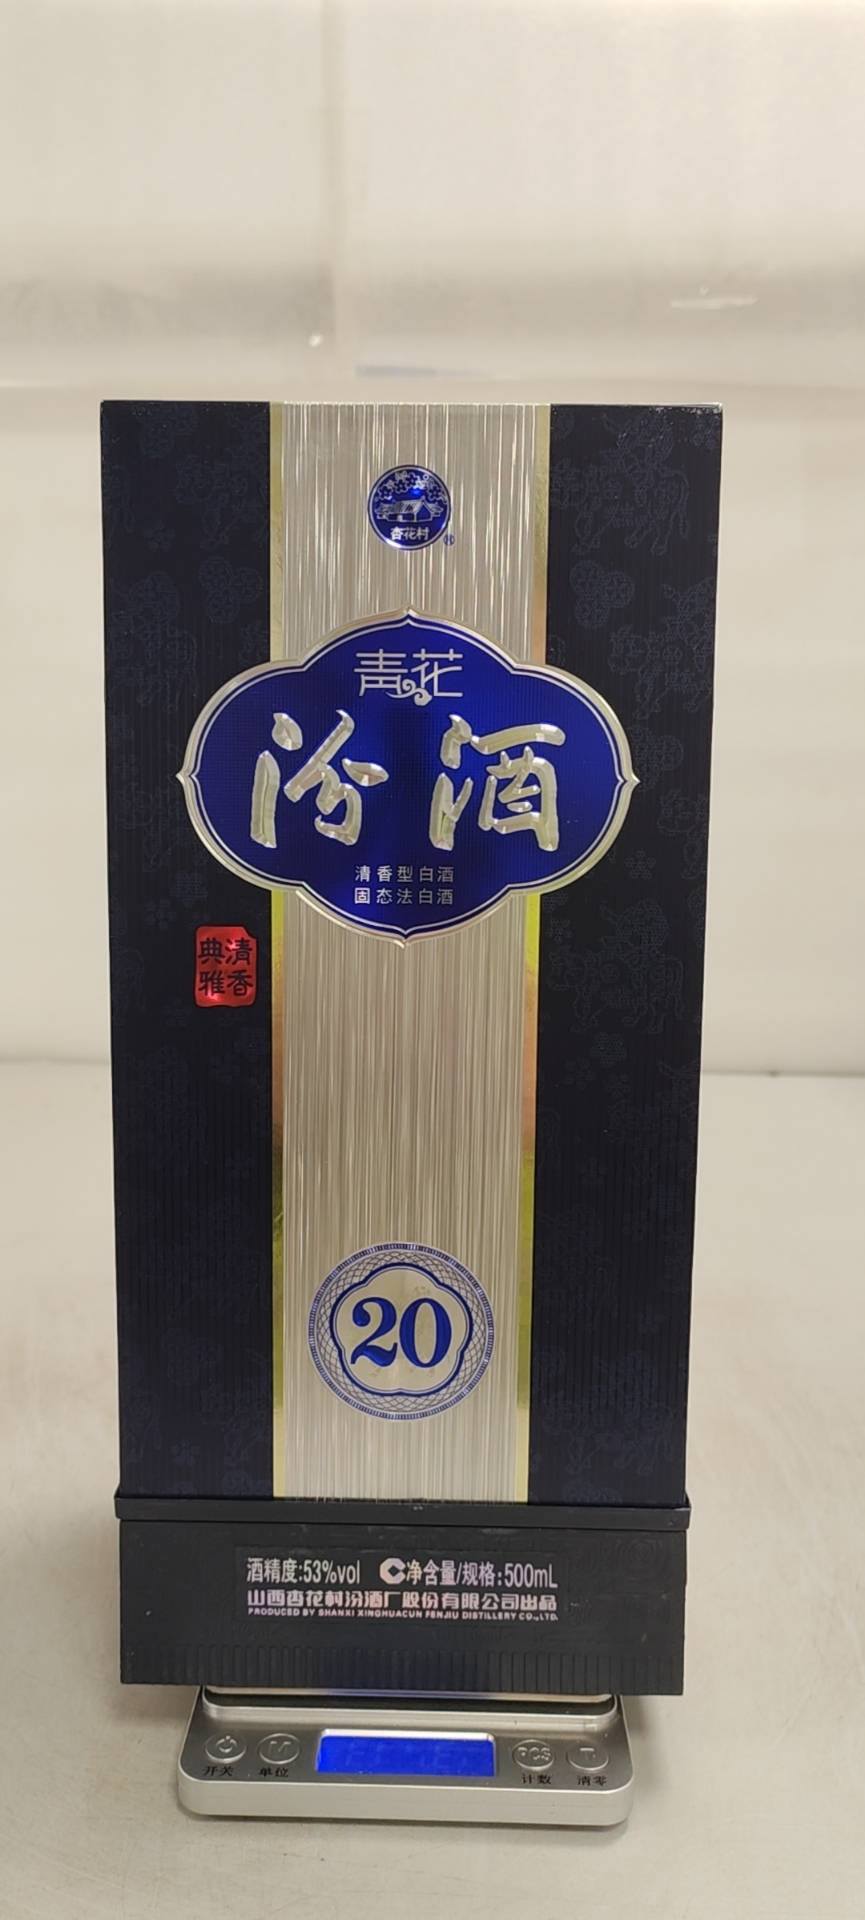 杏花村
®
青花
汾酒
清香型白酒
固态法白酒
清香
典雅
20
酒精度:53%vol C净含量/规格:500mL
山西杏花村汾酒厂股份有限公司出品
PRODUCED BY SHANXI XINGHUACUN FENJIU DISTILLERY CO.,LTD.
M PCS T
开关 单位 计数 清零